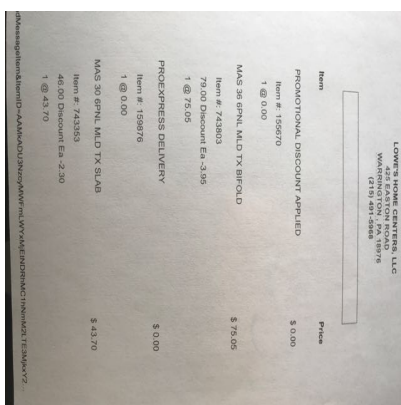 LOWE'S HOME CENTERS, LLC
425 EASTON ROAD
WARRINGTON, PA 18976
(215) 491-5968
Item Price
PROMOTIONAL DISCOUNT APPLIED $ 0.00
Item #: 155670
1 @ 0.00
MAS 36 6PNL MLD TX BIFOLD $ 75.05
Item #: 743803
79.00 Discount Ea -3.95
1 @ 75.05
PROEXPRESS DELIVERY $ 0.00
Item #: 159876
1 @ 0.00
MAS 30 6PNL MLD TX SLAB $ 43.70
Item #: 743353
46.00 Discount Ea -2.30
1 @ 43.70